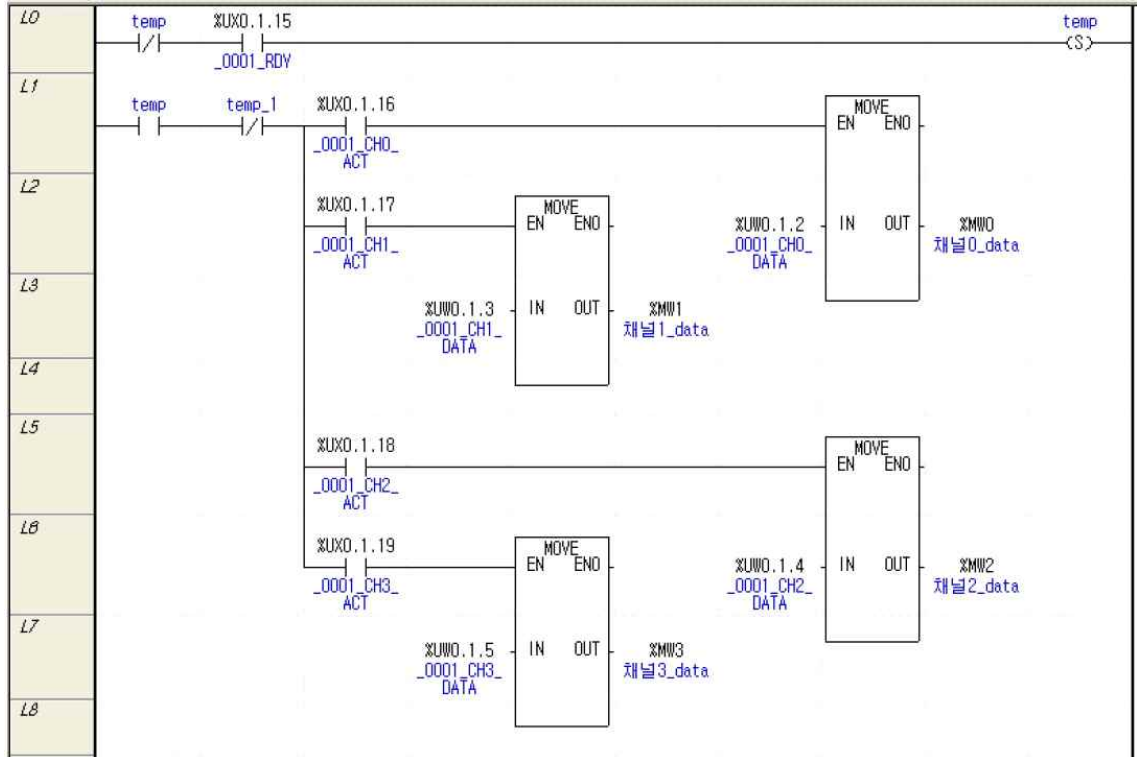 L0
temp %UX0.1.15 temp
(S)
_0001_RDY
L1
temp temp_1 %UX0.1.16 MOVE
EN ENO
_0001_CH0_
ACT
L2
%UX0.1.17 MOVE
EN ENO %UW0.1.2 IN OUT %MW0
_0001_CH1_ _0001_CH0_ 채널0_data
ACT DATA
L3
%UW0.1.3 IN OUT %MW1
_0001_CH1_ 채널1_data
DATA
L4
L5
%UX0.1.18 MOVE
EN ENO
_0001_CH2_
ACT
L6
%UX0.1.19 MOVE
EN ENO %UW0.1.4 IN OUT %MW2
_0001_CH3_ _0001_CH2_ 채널2_data
ACT DATA
L7
%UW0.1.5 IN OUT %MW3
_0001_CH3_ 채널3_data
DATA
L8